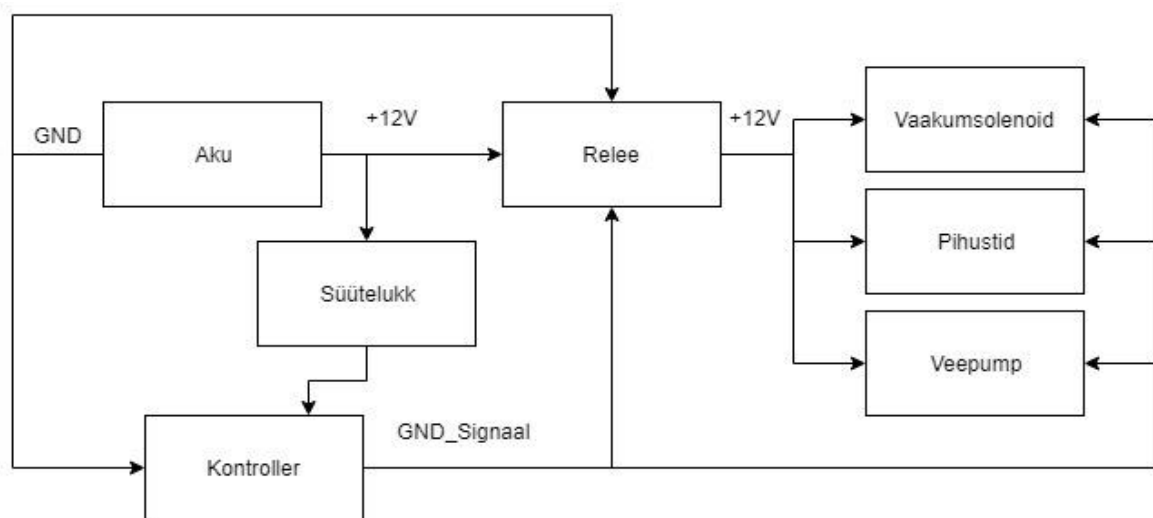 GND
Aku
+12V
Relee
+12V
Vaakumsolenoid
Süütelukk
Pihustid
Veepump
Kontroller
GND_Signaal